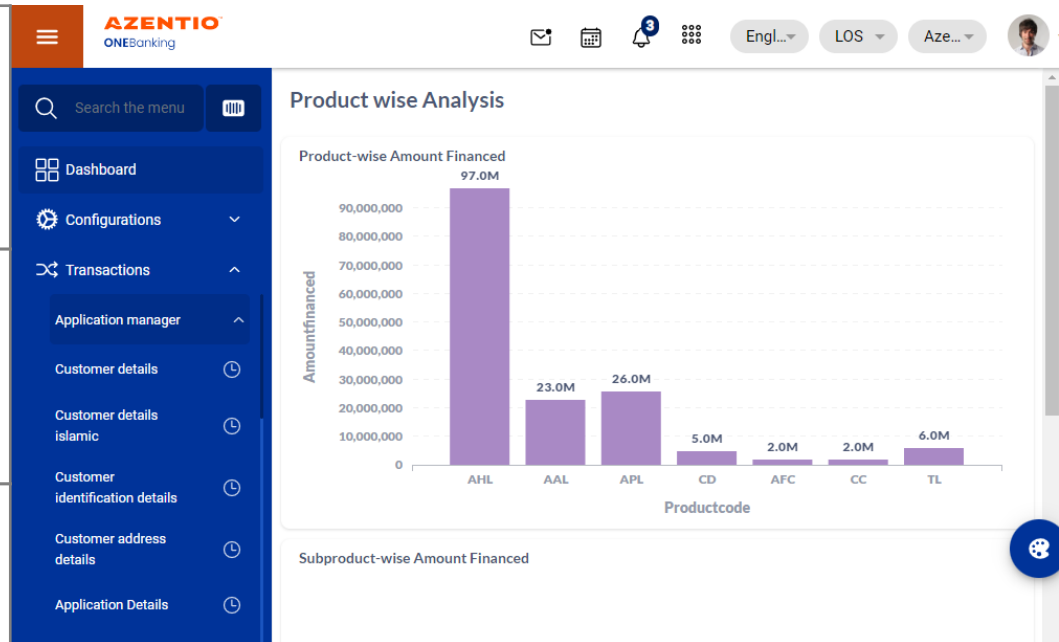 AZENTIO
ONEBanking
3
Engl...
LOS
Aze...
Search the menu
Dashboard
Configurations
Transactions
Application manager
Customer details
Customer details
islamic
Customer
identification details
Customer address
details
Application Details
Product wise Analysis
Product-wise Amount Financed
97.0M
90,000,000
80,000,000
70,000,000
60,000,000
50,000,000
40,000,000
30,000,000
20,000,000
10,000,000
0
Amountfinanced
23.0M
26.0M
5.0M
2.0M
2.0M
6.0M
AHL
AAL
APL
CD
AFC
CC
TL
Productcode
Subproduct-wise Amount Financed